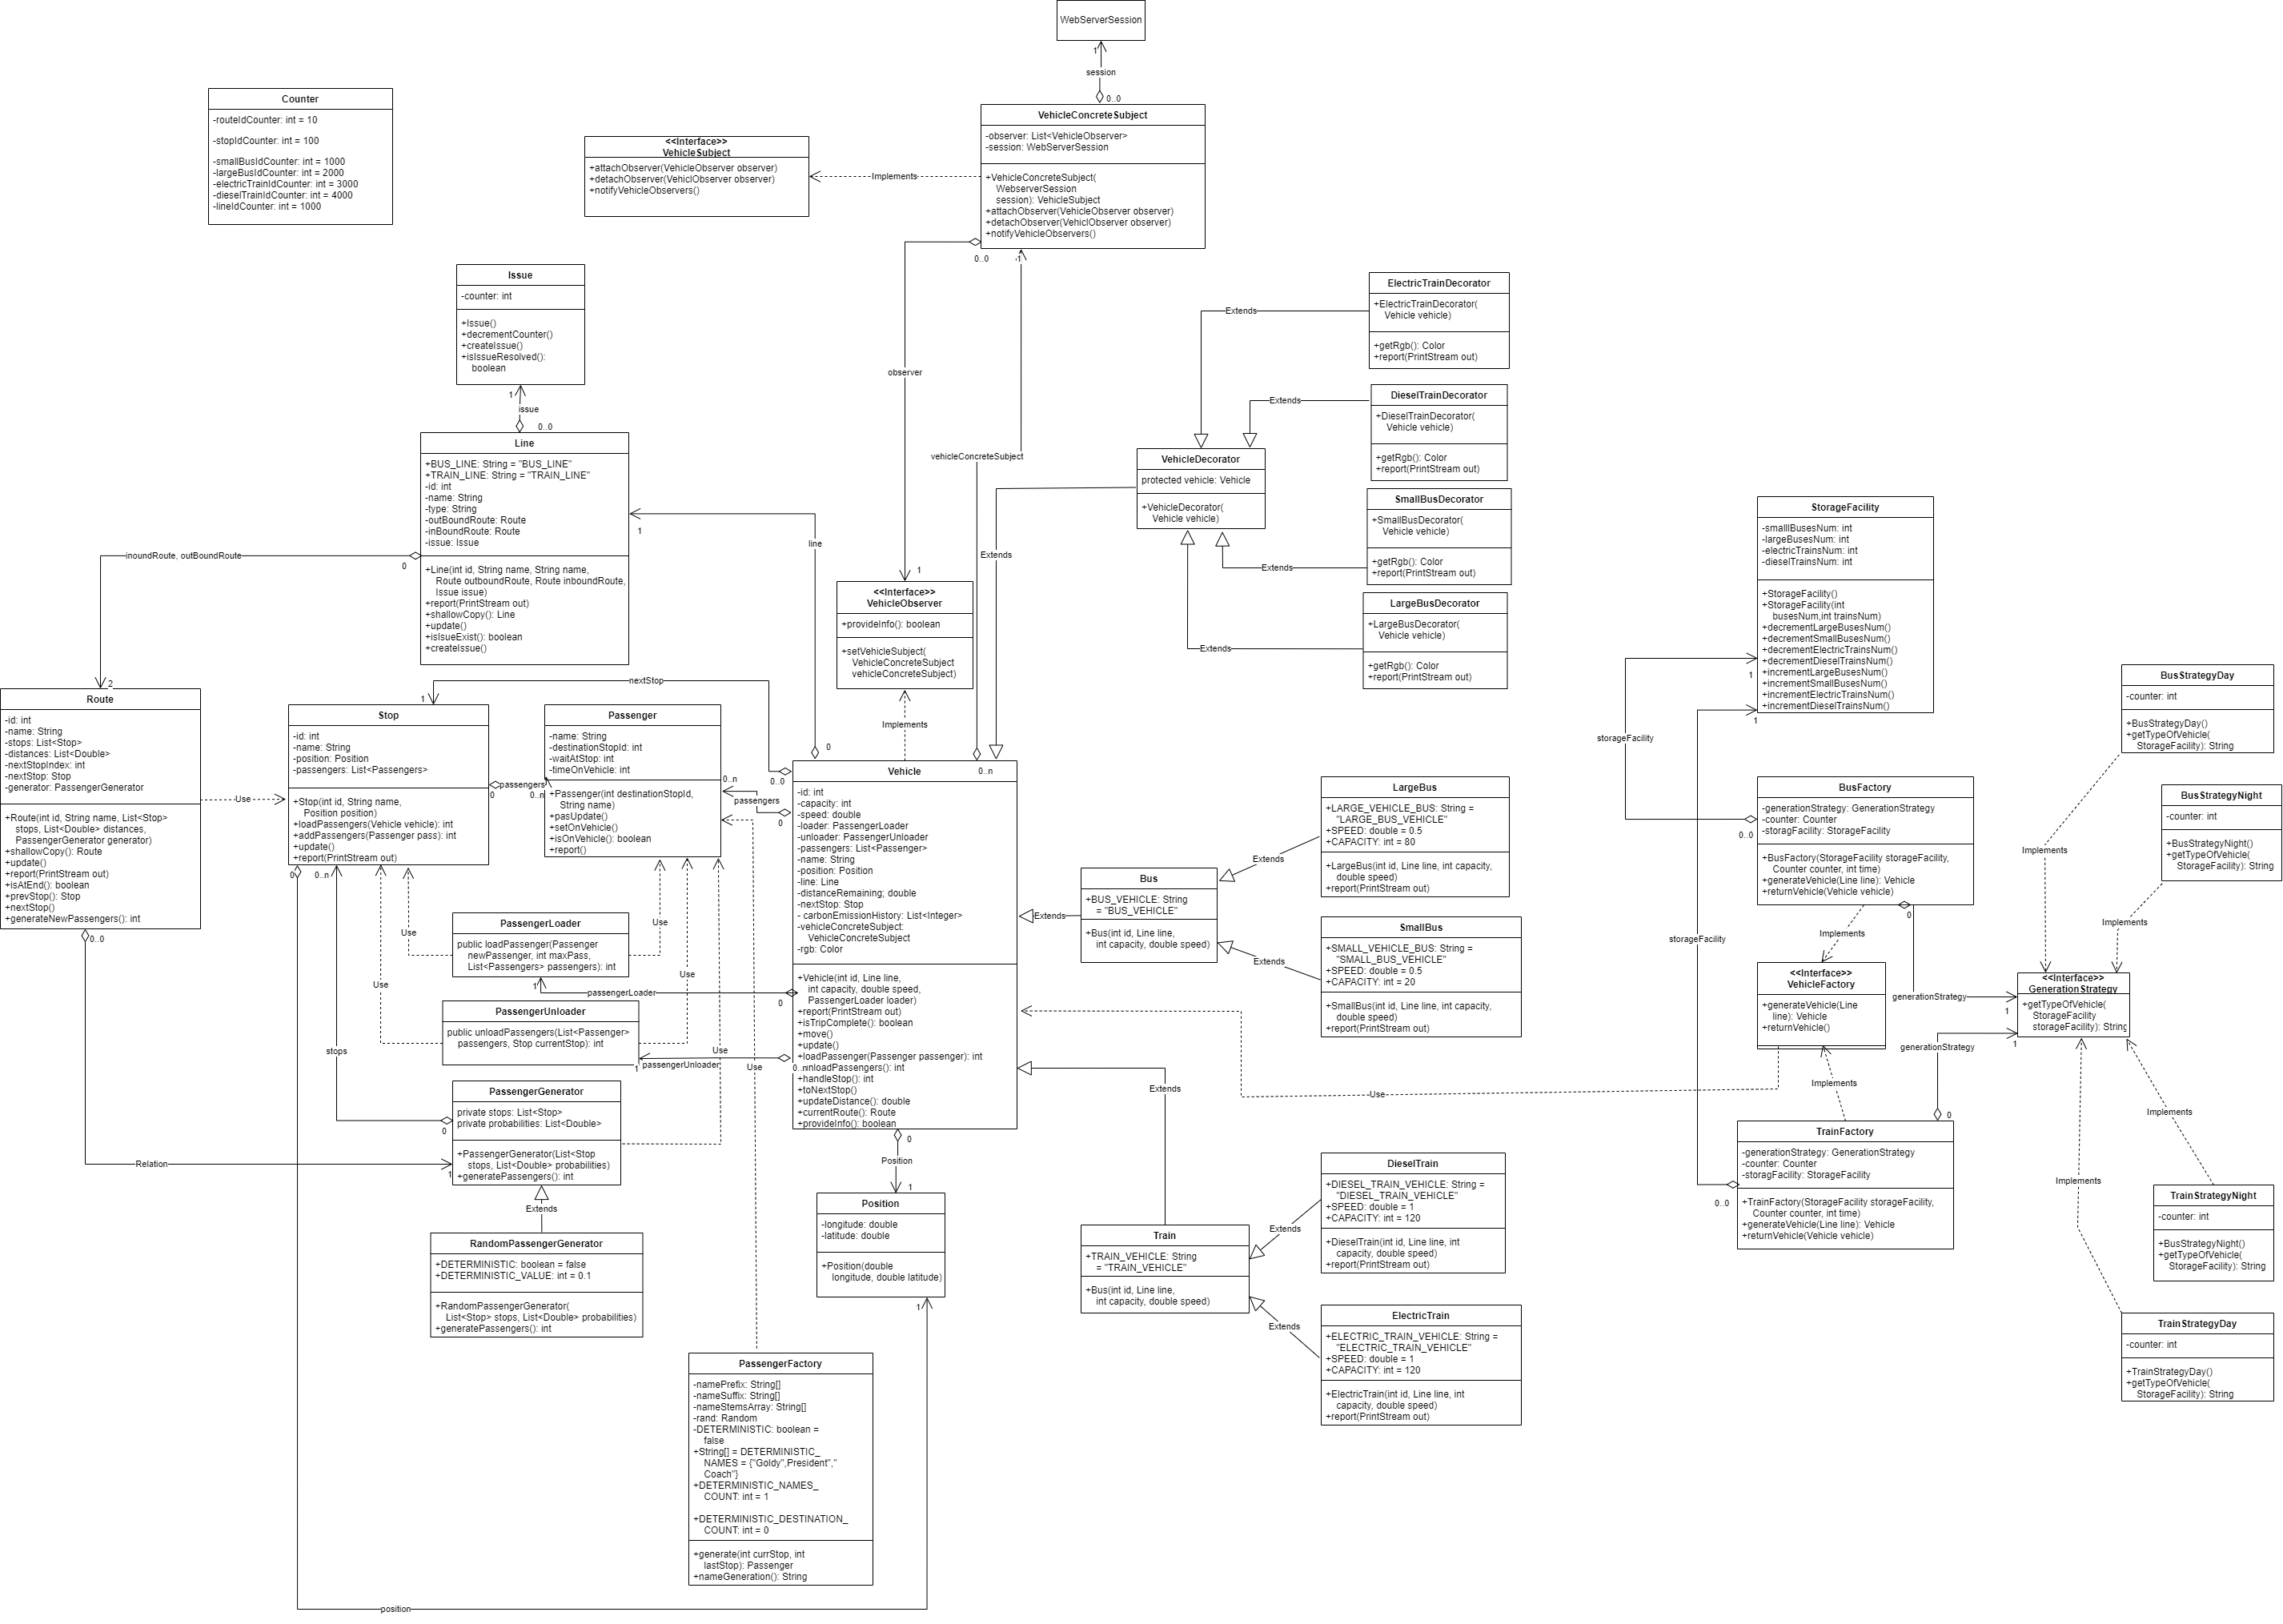 WebServerSession
1
session
0..0
Counter
-routeIdCounter: int = 10
-stopIdCounter: int = 100
-smallBusIdCounter: int = 1000
-largeBusIdCounter: int = 2000
-electricTrainIdCounter: int = 3000
-dieselTrainIdCounter: int = 4000
-lineIdCounter: int = 1000
<<Interface>>
VehicleSubject
+attachObserver(VehicleObserver observer)
+detachObserver(VehiclObserver observer)
+notifyVehicleObservers()
Implements
VehicleConcreteSubject
-observer: List<VehicleObserver>
-session: WebServerSession
+VehicleConcreteSubject(
WebserverSession
session): VehicleSubject
+attachObserver(VehicleObserver observer)
+detachObserver(VehiclObserver observer)
+notifyVehicleObservers()
0..0
-1
observer
vehicleConcreteSubject
Issue
-counter: int
+Issue()
+decrementCounter()
+createIssue()
+isIssueResolved():
boolean
1
issue
0..0
Line
+BUS_LINE: String = "BUS_LINE"
+TRAIN_LINE: String = "TRAIN_LINE"
-id: int
-name: String
-type: String
-outBoundRoute: Route
-inBoundRoute: Route
-issue: Issue
+Line(int id, String name, String name,
Route outboundRoute, Route inboundRoute,
Issue issue)
+report(PrintStream out)
+shallowCopy(): Line
+update()
+isIsueExist(): boolean
+createIssue()
1
line
0
inoundRoute, outBoundRoute
0
2
ElectricTrainDecorator
+ElectricTrainDecorator(
Vehicle vehicle)
+getRgb(): Color
+report(PrintStream out)
Extends
DieselTrainDecorator
+DieselTrainDecorator(
Vehicle vehicle)
+getRgb(): Color
+report(PrintStream out)
Extends
VehicleDecorator
protected vehicle: Vehicle
+VehicleDecorator(
Vehicle vehicle)
Extends
SmallBusDecorator
+SmallBusDecorator(
Vehicle vehicle)
+getRgb(): Color
+report(PrintStream out)
Extends
LargeBusDecorator
+LargeBusDecorator(
Vehicle vehicle)
+getRgb(): Color
+report(PrintStream out)
Extends
1
<<Interface>>
VehicleObserver
+provideInfo(): boolean
+setVehicleSubject(
VehicleConcreteSubject
vehicleConcreteSubject)
Implements
0..n
Route
-id: int
-name: String
-stops: List<Stop>
-distances: List<Double>
-nextStopIndex: int
-nextStop: Stop
-generator: PassengerGenerator
+Route(int id, String name, List<Stop>
stops, List<Double> distances,
PassengerGenerator generator)
+shallowCopy(): Route
+update()
+report(PrintStream out)
+isAtEnd(): boolean
+prevStop(): Stop
+nextStop()
+generateNewPassengers(): int
0..0
Use
nextStop
1
0..0
Stop
-id: int
-name: String
-position: Position
-passengers: List<Passengers>
+Stop(int id, String name,
Position position)
+loadPassengers(Vehicle vehicle): int
+addPassengers(Passenger pass): int
+update()
+report(PrintStream out)
0
0..n
passengers
0
0..n
Passenger
-name: String
-destinationStopId: int
-waitAtStop: int
-timeOnVehicle: int
+Passenger(int destinationStopId,
String name)
+pasUpdate()
+setOnVehicle()
+isOnVehicle(): boolean
+report()
0..n
passengers
0
Vehicle
-id: int
-capacity: int
-speed: double
-loader: PassengerLoader
-unloader: PassengerUnloader
-passengers: List<Passenger>
-name: String
-position: Position
-line: Line
-distanceRemaining; double
-nextStop: Stop
- carbonEmissionHistory: List<Integer>
-vehicleConcreteSubject:
VehicleConcreteSubject
-rgb: Color
+Vehicle(int id, Line line,
int capacity, double speed,
PassengerLoader loader)
+report(PrintStream out)
+isTripComplete(): boolean
+move()
+update()
+loadPassenger(Passenger passenger): int
nloadPassengers(): int
+handleStop(): int
+toNextStop()
+updateDistance(): double
+currentRoute(): Route
+provideInfo(): boolean
PassengerLoader
public loadPassenger(Passenger
newPassenger, int maxPass,
List<Passengers> passengers): int
Use
Use
1
passengerLoader
0
PassengerUnloader
public unloadPassengers(List<Passenger>
passengers, Stop currentStop): int
Use
Use
1
passengerUnloader
0..n
stops
PassengerGenerator
private stops: List<Stop>
private probabilities: List<Double>
+PassengerGenerator(List<Stop
stops, List<Double> probabilities)
+generatePassengers(): int
0
Use
Use
Relation
1
Extends
RandomPassengerGenerator
+DETERMINISTIC: boolean = false
+DETERMINISTIC_VALUE: int = 0.1
+RandomPassengerGenerator(
List<Stop> stops, List<Double> probabilities)
+generatePassengers(): int
0
Position
1
Position
-longitude: double
-latitude: double
+Position(double
longitude, double latitude)
1
position
PassengerFactory
-namePrefix: String[]
-nameSuffix: String[]
-nameStemsArray: String[]
-rand: Random
-DETERMINISTIC: boolean =
false
+String[] = DETERMINISTIC_
NAMES = {"Goldy",President","
Coach"}
+DETERMINISTIC_NAMES_
COUNT: int = 1
+DETERMINISTIC_DESTINATION_
COUNT: int = 0
+generate(int currStop, int
lastStop): Passenger
+nameGeneration(): String
Extends
Bus
+BUS_VEHICLE: String
= "BUS_VEHICLE"
+Bus(int id, Line line,
int capacity, double speed)
Extends
LargeBus
+LARGE_VEHICLE_BUS: String =
"LARGE_BUS_VEHICLE"
+SPEED: double = 0.5
+CAPACITY: int = 80
+LargeBus(int id, Line line, int capacity,
double speed)
+report(PrintStream out)
Extends
SmallBus
+SMALL_VEHICLE_BUS: String =
"SMALL_BUS_VEHICLE"
+SPEED: double = 0.5
+CAPACITY: int = 20
+SmallBus(int id, Line line, int capacity,
double speed)
+report(PrintStream out)
Use
Extends
Train
+TRAIN_VEHICLE: String
= "TRAIN_VEHICLE"
+Bus(int id, Line line,
int capacity, double speed)
Extends
DieselTrain
+DIESEL_TRAIN_VEHICLE: String =
"DIESEL_TRAIN_VEHICLE"
+SPEED: double = 1
+CAPACITY: int = 120
+DieselTrain(int id, Line line, int
capacity, double speed)
+report(PrintStream out)
Extends
ElectricTrain
+ELECTRIC_TRAIN_VEHICLE: String =
"ELECTRIC_TRAIN_VEHICLE"
+SPEED: double = 1
+CAPACITY: int = 120
+ElectricTrain(int id, Line line, int
capacity, double speed)
+report(PrintStream out)
StorageFacility
-smalllBusesNum: int
-largeBusesNum: int
-electricTrainsNum: int
-dieselTrainsNum: int
+StorageFacility()
+StorageFacility(int
busesNum,int trainsNum)
+decrementLargeBusesNum()
+decrementSmallBusesNum()
+decrementElectricTrainsNum()
+decrementDieselTrainsNum()
+incrementLargeBusesNum()
+incrementSmallBusesNum()
+incrementElectricTrainsNum()
+incrementDieselTrainsNum()
1
1
storageFacility
0..0
BusFactory
-generationStrategy: GenerationStrategy
-counter: Counter
-storagFacility: StorageFacility
+BusFactory(StorageFacility storageFacility,
Counter counter, int time)
+generateVehicle(Line line): Vehicle
+returnVehicle(Vehicle vehicle)
0
Implements
storageFacility
<<Interface>>
VehicleFactory
+generateVehicle(Line
line): Vehicle
+returnVehicle()
generationStrategy
1
Implements
generationStrategy
1
0
TrainFactory
-generationStrategy: GenerationStrategy
-counter: Counter
-storagFacility: StorageFacility
+TrainFactory(StorageFacility storageFacility,
Counter counter, int time)
+generateVehicle(Line line): Vehicle
+returnVehicle(Vehicle vehicle)
0..0
BusStrategyDay
-counter: int
+BusStrategyDay()
+getTypeOfVehicle(
StorageFacility): String
Implements
BusStrategyNight
-counter: int
+BusStrategyNight()
+getTypeOfVehicle(
StorageFacility): String
Implements
<<Interface>>
GenerationStrategy
+getTypeOfVehicle(
StorageFacility
storageFacility): String
Implements
Implements
TrainStrategyNight
-counter: int
+BusStrategyNight()
+getTypeOfVehicle(
StorageFacility): String
TrainStrategyDay
-counter: int
+TrainStrategyDay()
+getTypeOfVehicle(
StorageFacility): String